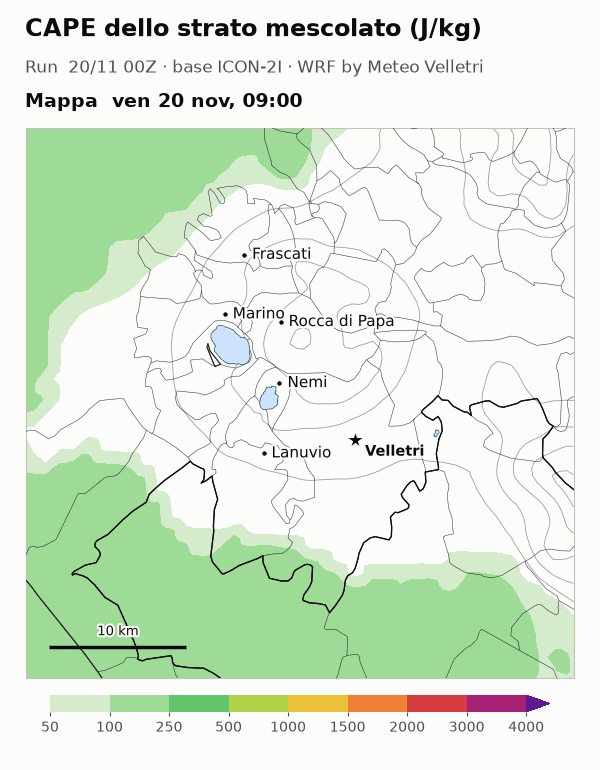 CAPE dello strato mescolato (J/kg)
Run  20/11 00Z · base ICON-2I · WRF by Meteo Velletri
Mappa  ven 20 nov, 09:00
Frascati
Marino
Rocca di Papa
Nemi
Velletri
Lanuvio
10 km
50 100 250 500 1000 1500 2000 3000 4000